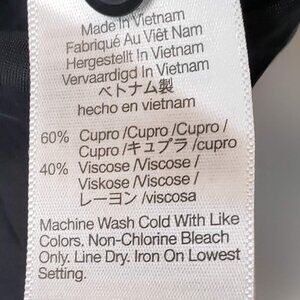 Made In Vietnam
Fabriqué Au Viêt Nam
Hergestellt In Vietnam
Vervaardigd In Vietnam
ベトナム製
hecho en vietnam
60% Cupro /Cupro /Cupro /
Cupro /キュプラ /cupro
40% Viscose /Viscose /
Viskose /Viscose /
レーヨン /viscosa
Machine Wash Cold With Like
Colors. Non-Chlorine Bleach
Only. Line Dry. Iron On Lowest
Setting.